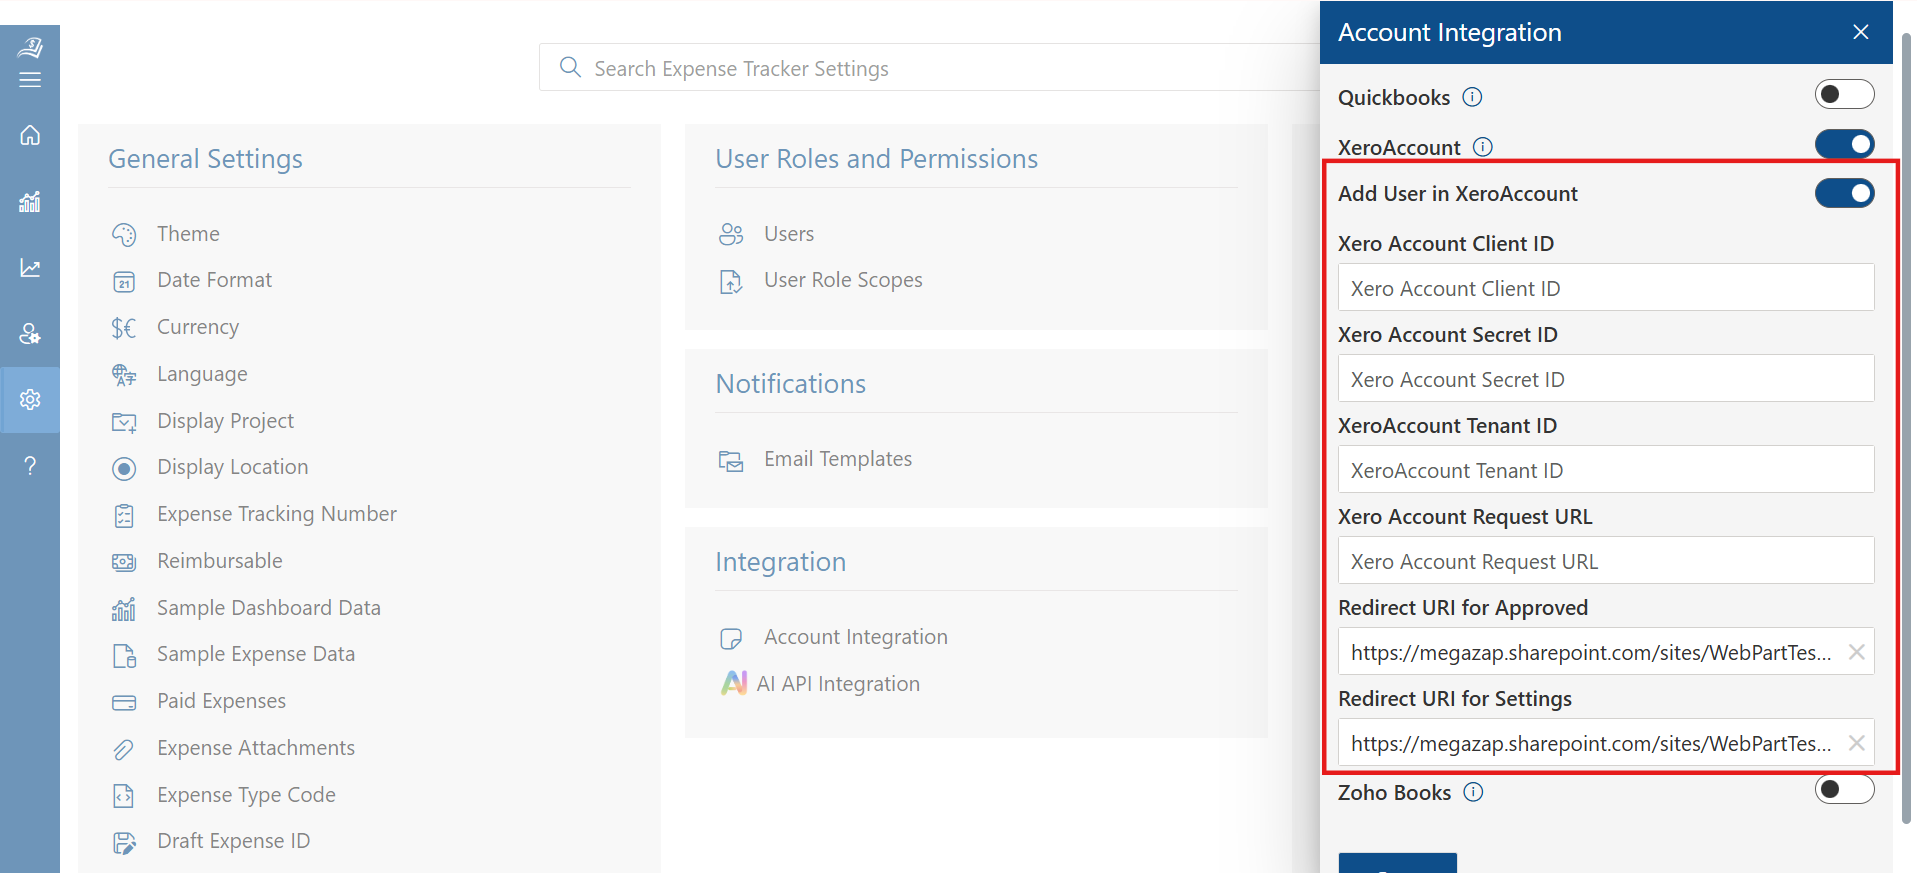 Search Expense Tracker Settings
General Settings
Theme
21
Date Format
Currency
Language
Display Project
Display Location
Expense Tracking Number
Reimbursable
Sample Dashboard Data
Sample Expense Data
Paid Expenses
Expense Attachments
Expense Type Code
Draft Expense ID
User Roles and Permissions
Users
User Role Scopes
Notifications
Email Templates
Integration
Account Integration
AI API Integration
Account Integration
Quickbooks
XeroAccount
Add User in XeroAccount
Xero Account Client ID
Xero Account Client ID
Xero Account Secret ID
Xero Account Secret ID
XeroAccount Tenant ID
XeroAccount Tenant ID
Xero Account Request URL
Xero Account Request URL
Redirect URI for Approved
https://megazap.sharepoint.com/sites/WebPartTes...
Redirect URI for Settings
https://megazap.sharepoint.com/sites/WebPartTes...
Zoho Books